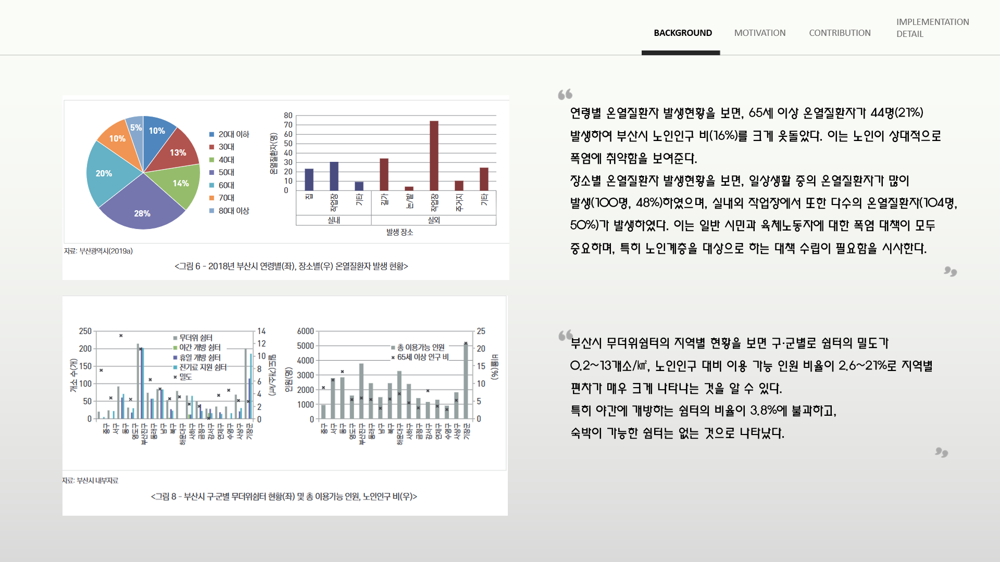 BACKGROUND
MOTIVATION
CONTRIBUTION
IMPLEMENTATION
DETAIL
5%
10%
10%
13%
20%
14%
28%
20대 이하
30대
40대
50대
60대
70대
80대 이상
온열질환자(명)
80
70
60
50
40
30
20
10
0
집
작업장
기타
길가
논/밭
작업장
주거지
기타
실내
실외
발생 장소
자료: 부산광역시(2019a)
<그림 6 - 2018년 부산시 연령별(좌), 장소별(우) 온열질환자 발생 현황>
“
연령별 온열질환자 발생현황을 보면, 65세 이상 온열질환자가 44명(21%)
발생하여 부산시 노인인구 비(16%)를 크게 웃돌았다. 이는 노인이 상대적으로
폭염에 취약함을 보여준다.
장소별 온열질환자 발생현황을 보면, 일상생활 중의 온열질환자가 많이
발생(100명, 48%)하였으며, 실내외 작업장에서 또한 다수의 온열질환자(104명,
50%)가 발생하였다. 이는 일반 시민과 육체노동자에 대한 폭염 대책이 모두
중요하며, 특히 노인계층을 대상으로 하는 대책 수립이 필요함을 시사한다.
”
개소 수(개)
250
200
150
100
50
0
무더위 쉼터
야간 개방 쉼터
휴일 개방 쉼터
전기료 지원 쉼터
밀도
14
12
10
8
6
4
2
0
밀도(개소/㎢)
중구
서구
동구
영도구
부산진구
동래구
남구
북구
해운대구
사하구
금정구
강서구
연제구
수영구
사상구
기장군
인원(명)
6000
5000
4000
3000
2000
1000
0
총 이용가능 인원
65세 이상 인구 비
25
20
15
10
5
0
비율(%)
중구
서구
동구
영도구
부산진구
동래구
남구
북구
해운대구
사하구
금정구
강서구
연제구
수영구
사상구
기장군
자료: 부산시 내부자료
<그림 8 - 부산시 구·군별 무더위쉼터 현황(좌) 및 총 이용가능 인원, 노인인구 비(우)>
“
부산시 무더위쉼터의 지역별 현황을 보면 구·군별로 쉼터의 밀도가
0.2~13개소/㎢, 노인인구 대비 이용 가능 인원 비율이 2.6~21%로 지역별
편차가 매우 크게 나타나는 것을 알 수 있다.
특히 야간에 개방하는 쉼터의 비율이 3.8%에 불과하고,
숙박이 가능한 쉼터는 없는 것으로 나타났다.
”